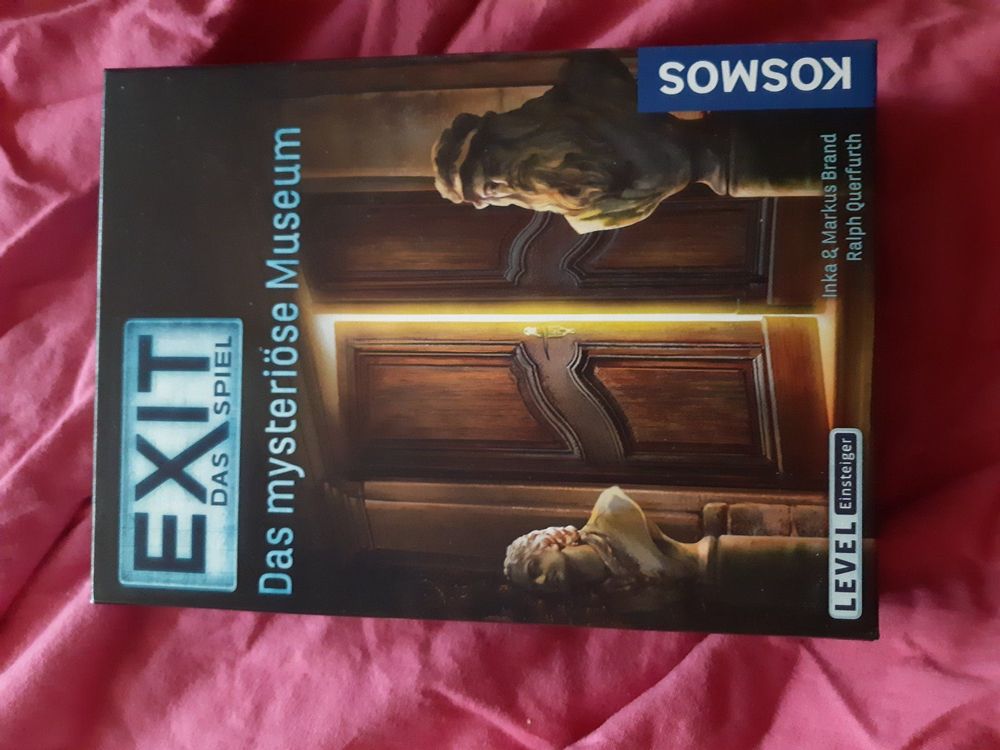 EXIT
DAS SPIEL
Das mysteriöse Museum
KOSMOS
Inka & Markus Brand
Ralph Querfurth
LEVEL Einsteiger